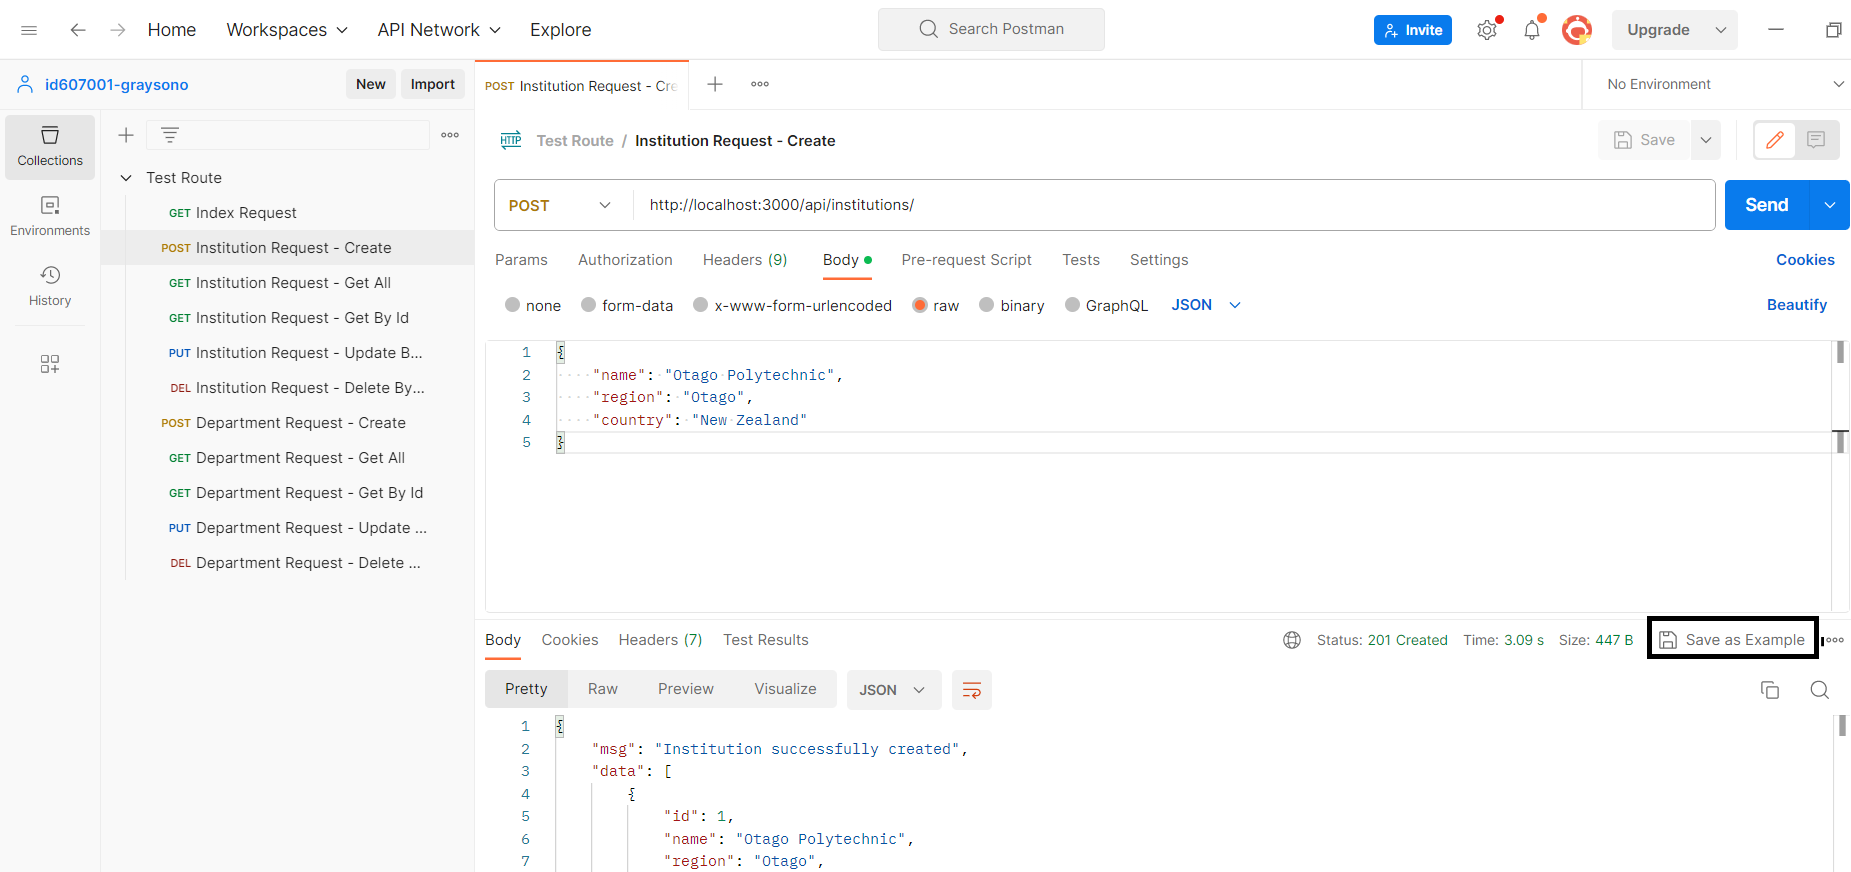 Home Workspaces API Network Explore Search Postman Invite Upgrade
id607001-graysono New Import
POST Institution Request - Cre No Environment
Collections
Environments
History
Test Route
GET Index Request
POST Institution Request - Create
GET Institution Request - Get All
GET Institution Request - Get By Id
PUT Institution Request - Update B...
DEL Institution Request - Delete By...
POST Department Request - Create
GET Department Request - Get All
GET Department Request - Get By Id
PUT Department Request - Update ...
DEL Department Request - Delete ...
HTTP Test Route / Institution Request - Create Save
POST http://localhost:3000/api/institutions/ Send
Params Authorization Headers (9) Body Pre-request Script Tests Settings Cookies
none form-data x-www-form-urlencoded raw binary GraphQL JSON Beautify
1 {
2 "name": "Otago Polytechnic",
3 "region": "Otago",
4 "country": "New Zealand"
5 }
Body Cookies Headers (7) Test Results Status: 201 Created Time: 3.09 s Size: 447 B Save as Example
Pretty Raw Preview Visualize JSON
1 {
2 "msg": "Institution successfully created",
3 "data": [
4 {
5 "id": 1,
6 "name": "Otago Polytechnic",
7 "region": "Otago",